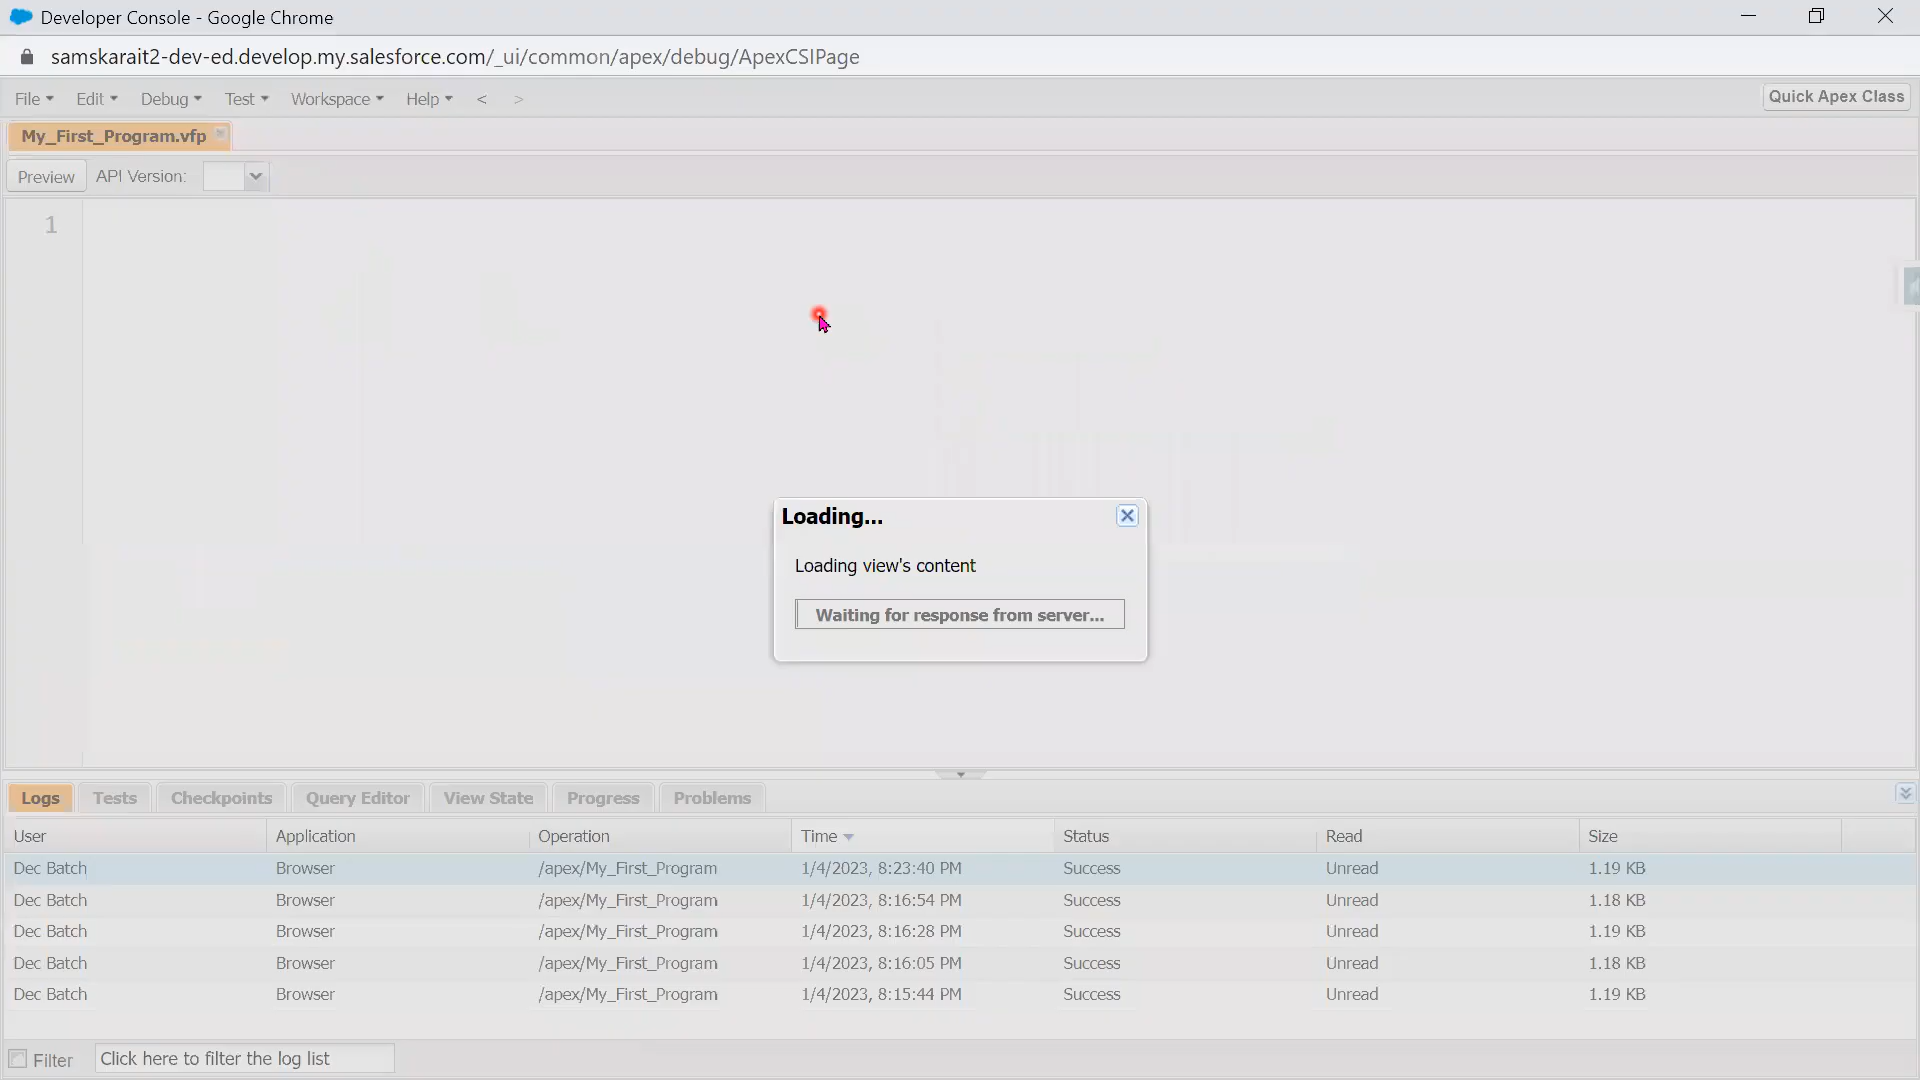 Developer Console - Google Chrome
samskarait2-dev-ed.develop.my.salesforce.com/_ui/common/apex/debug/ApexCSIPage
File Edit Debug Test Workspace Help < > Quick Apex Class
My_First_Program.vfp
Preview API Version:
1
Loading...
Loading view's content
Waiting for response from server...
Logs Tests Checkpoints Query Editor View State Progress Problems
User Application Operation Time Status Read Size
Dec Batch Browser /apex/My_First_Program 1/4/2023, 8:23:40 PM Success Unread 1.19 KB
Dec Batch Browser /apex/My_First_Program 1/4/2023, 8:16:54 PM Success Unread 1.18 KB
Dec Batch Browser /apex/My_First_Program 1/4/2023, 8:16:28 PM Success Unread 1.19 KB
Dec Batch Browser /apex/My_First_Program 1/4/2023, 8:16:05 PM Success Unread 1.18 KB
Dec Batch Browser /apex/My_First_Program 1/4/2023, 8:15:44 PM Success Unread 1.19 KB
Filter Click here to filter the log list